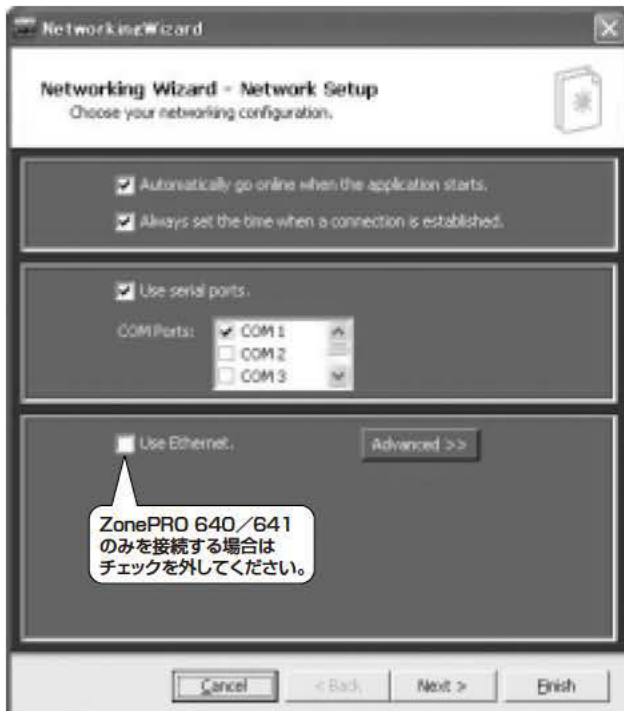 NetworkingWizard
Networking Wizard - Network Setup
Choose your networking configuration.
Automatically go online when the application starts.
Always set the time when a connection is established.
Use serial ports.
COM Ports:
COM 1
COM 2
COM 3
Use Ethernet.
Advanced >>
ZonePRO 640／641
のみを接続する場合は
チェックを外してください。
Cancel
< Back
Next >
Finish